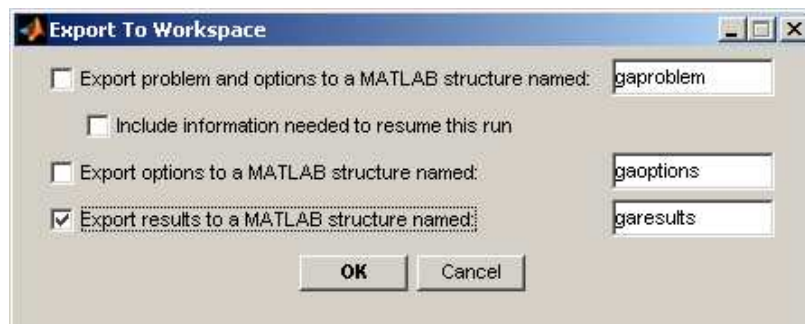 Export To Workspace
Export problem and options to a MATLAB structure named: gaproblem
Include information needed to resume this run
Export options to a MATLAB structure named: gaoptions
Export results to a MATLAB structure named: garesults
OK Cancel